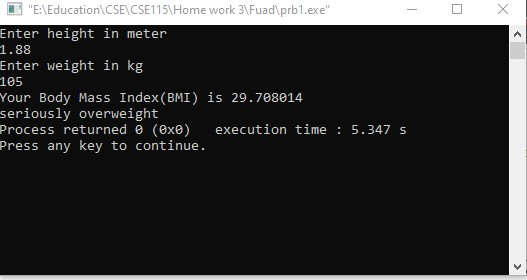 "E:\Education\CSE\CSE115\Home work 3\Fuad\prb1.exe"
Enter height in meter
1.88
Enter weight in kg
105
Your Body Mass Index(BMI) is 29.708014
seriously overweight
Process returned 0 (0x0)   execution time : 5.347 s
Press any key to continue.